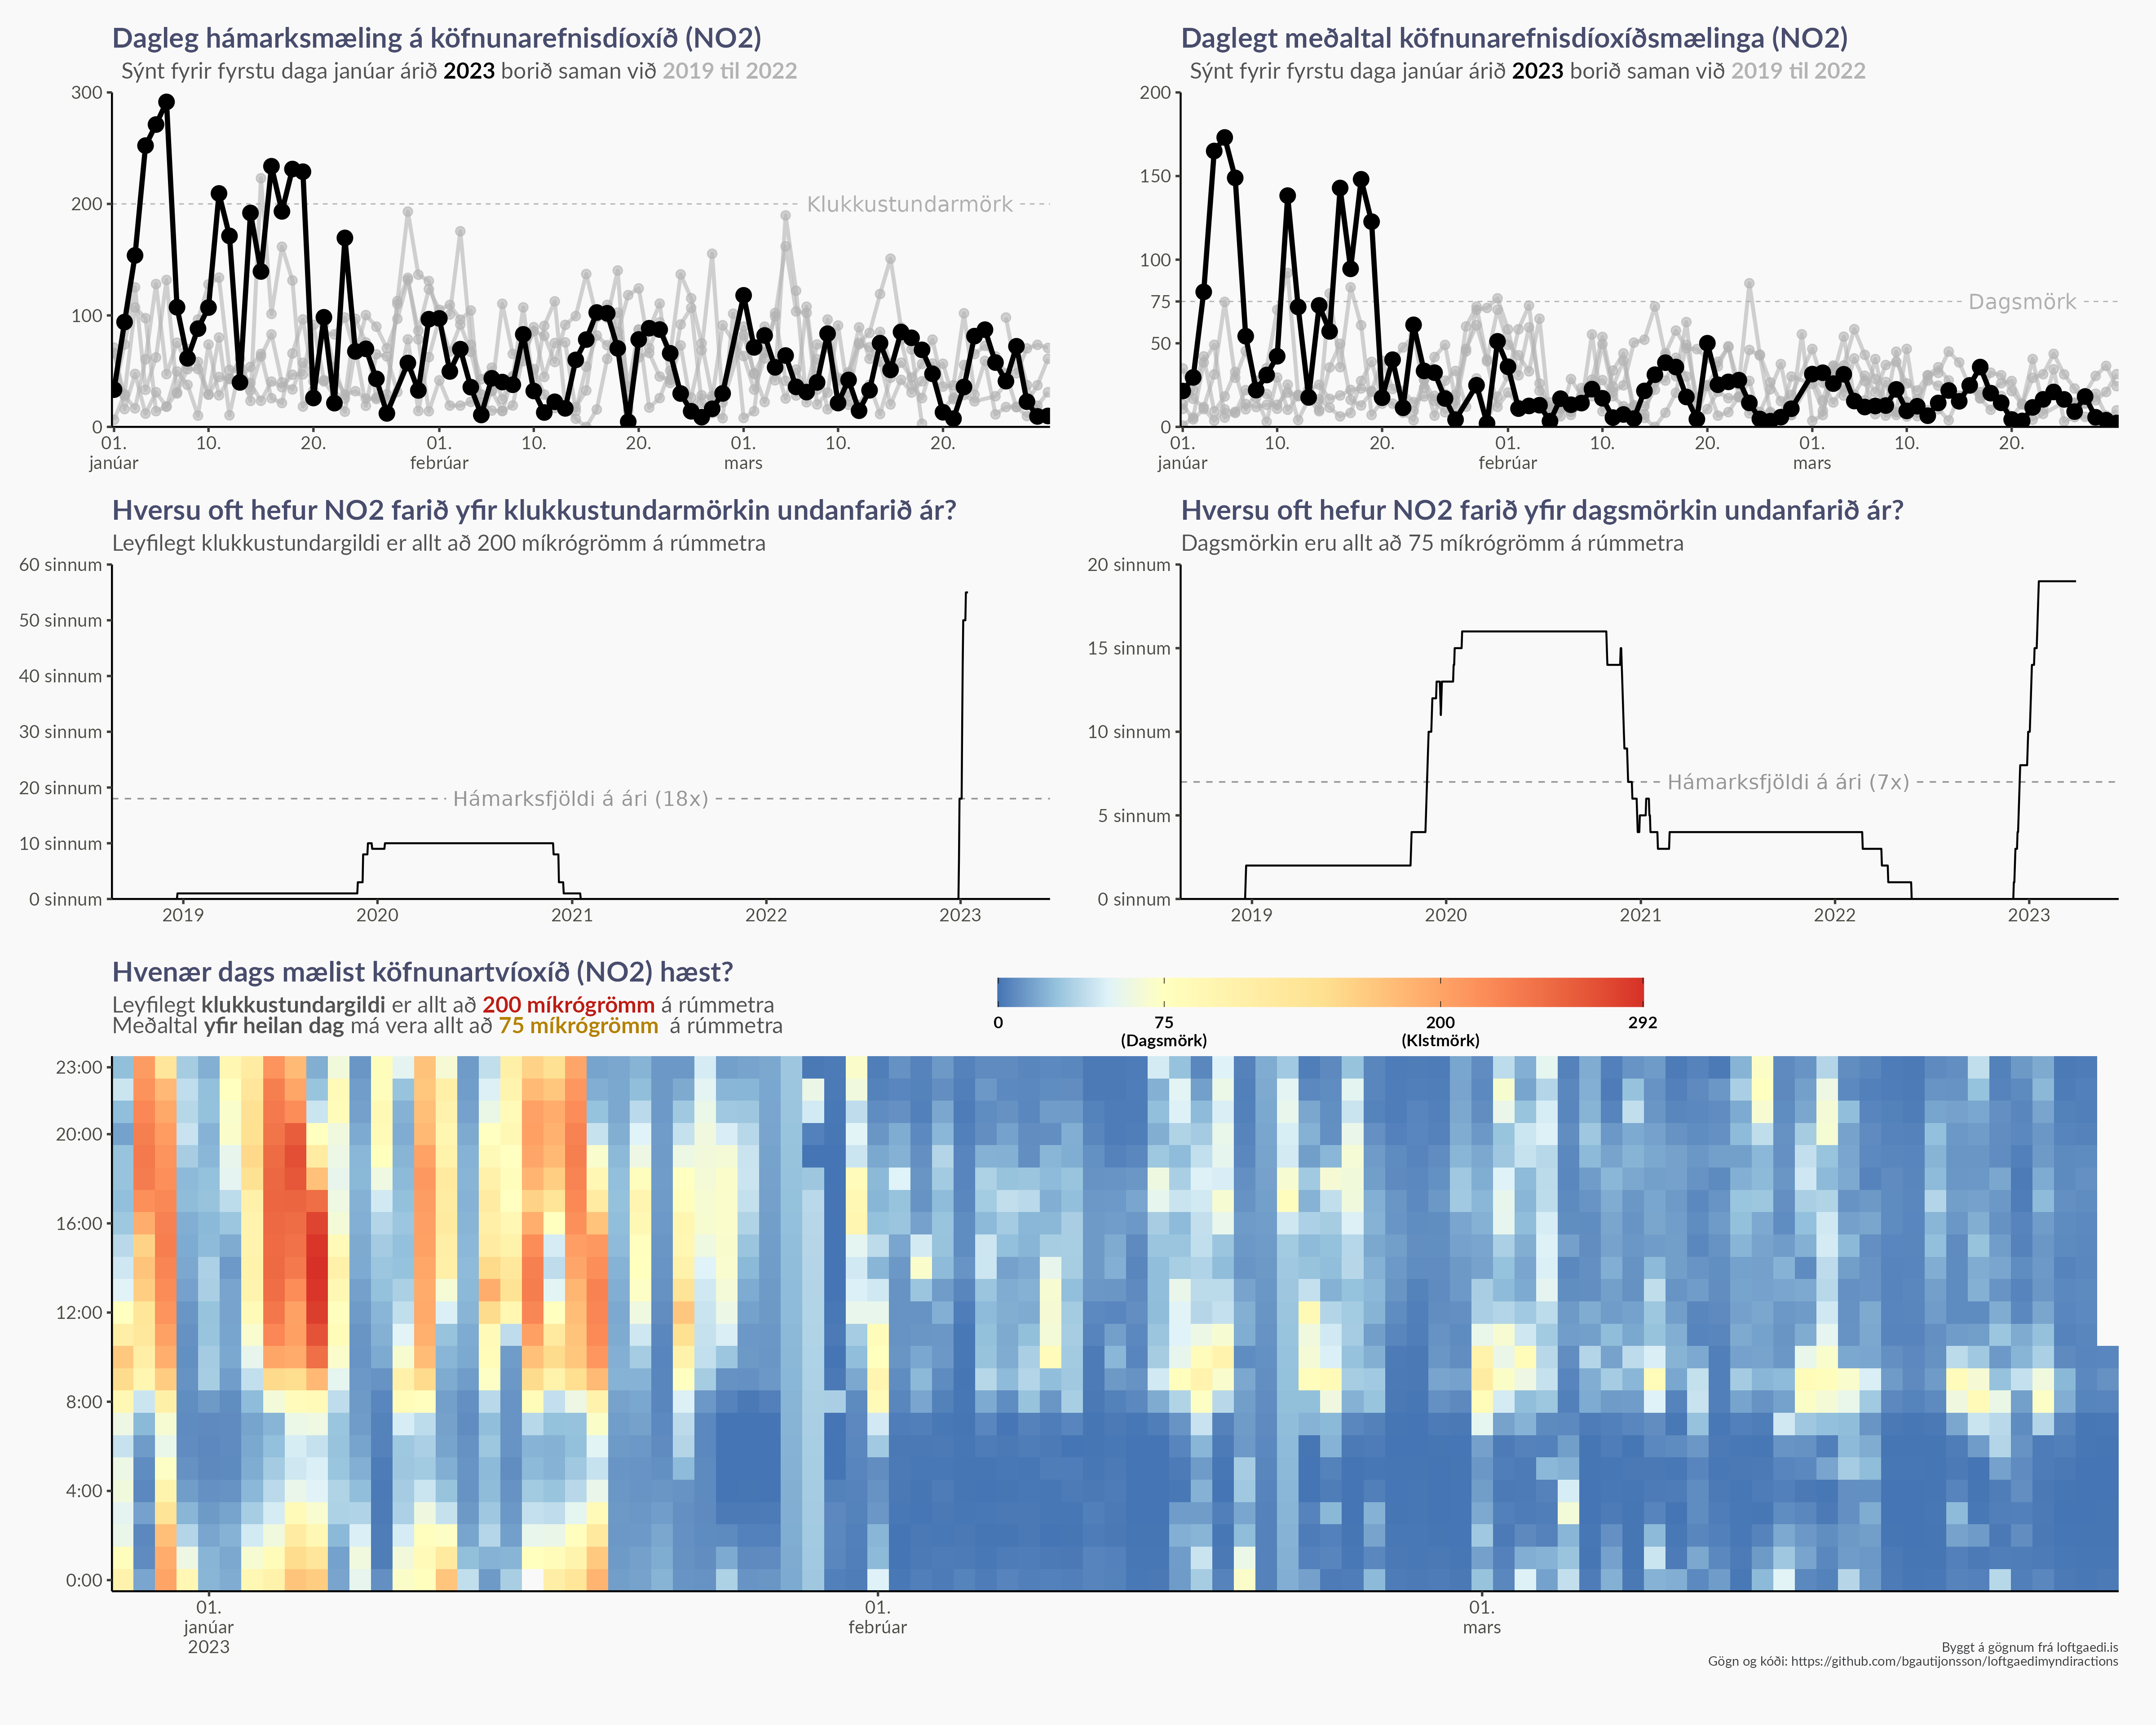 Dagleg hámarksmæling á köfnunarefnisdíoxíð (NO2)
Sýnt fyrir fyrstu daga janúar árið 2023 borið saman við 2019 til 2022
300
200
100
0
Klukkustundarmörk
01. 10. 20. 01. 10. 20. 01. 10. 20.
janúar febrúar mars
Daglegt meðaltal köfnunarefnisdíoxíðsmælinga (NO2)
Sýnt fyrir fyrstu daga janúar árið 2023 borið saman við 2019 til 2022
200
150
100
75
50
0
Dagsmörk
01. 10. 20. 01. 10. 20. 01. 10. 20.
janúar febrúar mars
Hversu oft hefur NO2 farið yfir klukkustundarmörkin undanfarið ár?
Leyfilegt klukkustundargildi er allt að 200 míkrógrömm á rúmmetra
60 sinnum
50 sinnum
40 sinnum
30 sinnum
20 sinnum
10 sinnum
0 sinnum
Hámarksfjöldi á ári (18x)
2019 2020 2021 2022 2023
Hversu oft hefur NO2 farið yfir dagsmörkin undanfarið ár?
Dagsmörkin eru allt að 75 míkrógrömm á rúmmetra
20 sinnum
15 sinnum
10 sinnum
5 sinnum
0 sinnum
Hámarksfjöldi á ári (7x)
2019 2020 2021 2022 2023
Hvenær dags mælist köfnunartvíoxíð (NO2) hæst?
Leyfilegt klukkustundargildi er allt að 200 míkrógrömm á rúmmetra
Meðaltal yfir heilan dag má vera allt að 75 míkrógrömm á rúmmetra
0 75 200 292
(Dagsmörk) (Klstmörk)
23:00
20:00
16:00
12:00
8:00
4:00
0:00
01. 01. 01.
janúar febrúar mars
2023
Byggt á gögnum frá loftgaedi.is
Gögn og kóði: https://github.com/bgautijonsson/loftgaedimyndiractions